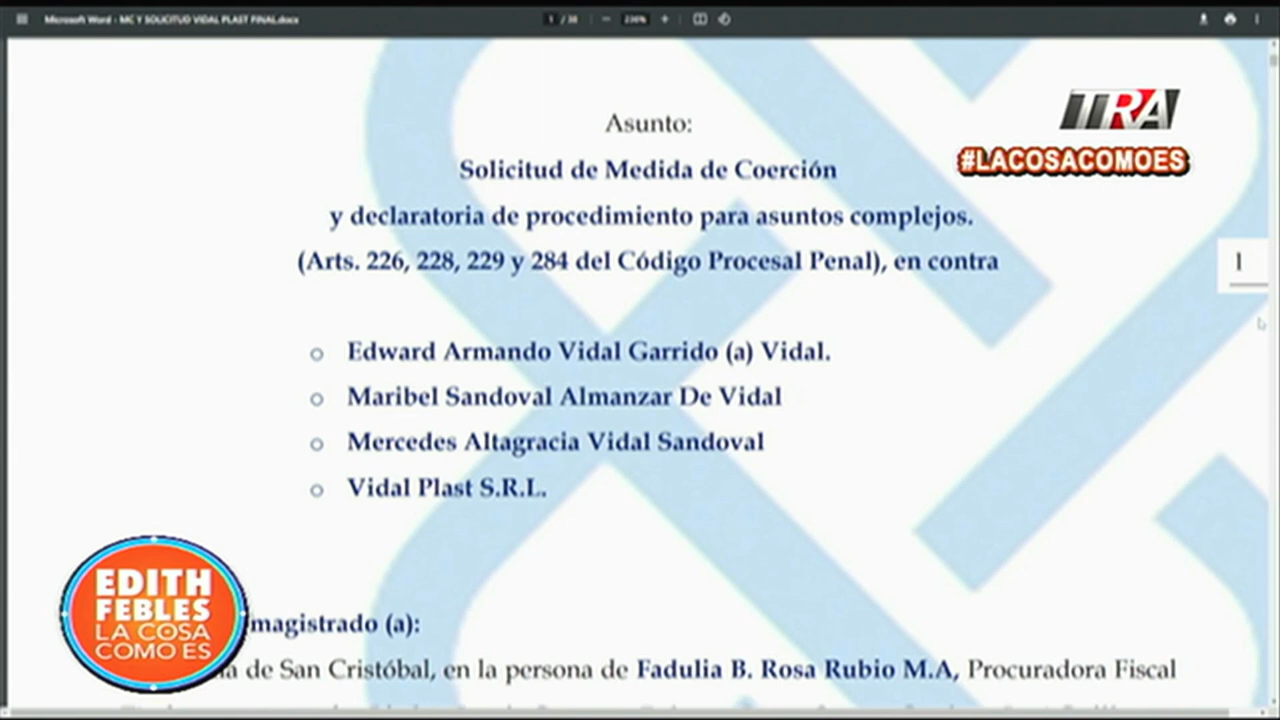 Microsoft Word - MC Y SOLICITUD VIDAL PLAST FINAL.docx
1 / 38
236%
TRA
#LACOSACOMOES
Asunto:
Solicitud de Medida de Coerción
y declaratoria de procedimiento para asuntos complejos.
(Arts. 226, 228, 229 y 284 del Código Procesal Penal), en contra
1
Edward Armando Vidal Garrido (a) Vidal.
Maribel Sandoval Almanzar De Vidal
Mercedes Altagracia Vidal Sandoval
Vidal Plast S.R.L.
EDITH
FEBLES
LA COSA
COMO ES
magistrado (a):
de San Cristóbal, en la persona de Fadulia B. Rosa Rubio M.A, Procuradora Fiscal